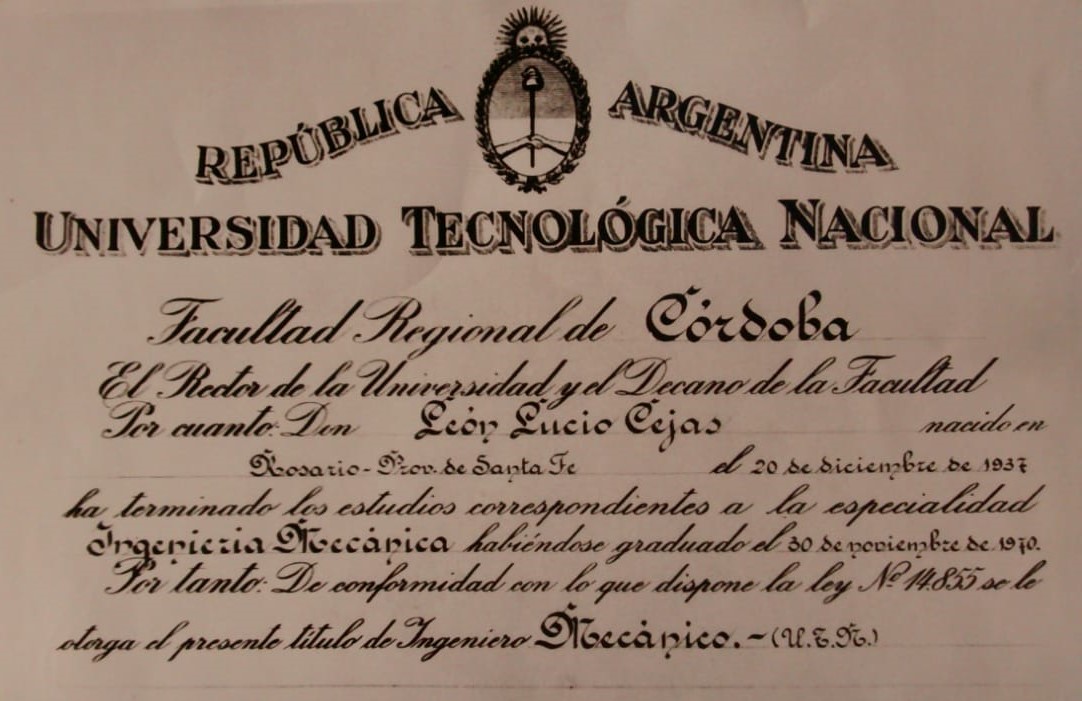 REPÚBLICA ARGENTINA
UNIVERSIDAD TECNOLÓGICA NACIONAL
Facultad Regional de Córdoba
El Rector de la Universidad y el Decano de la Facultad
Por cuanto: Don León Lucio Cejas nacido en
Rosario - Prov. de Santa Fe el 20 de diciembre de 1937
ha terminado los estudios correspondientes a la especialidad
Ingenieria Mecánica habiéndose graduado el 30 de noviembre de 1970.
Por tanto: De conformidad con lo que dispone la ley Nº 14.855 se le
otorga el presente título de Ingeniero Mecánico. - (U.T.N.)